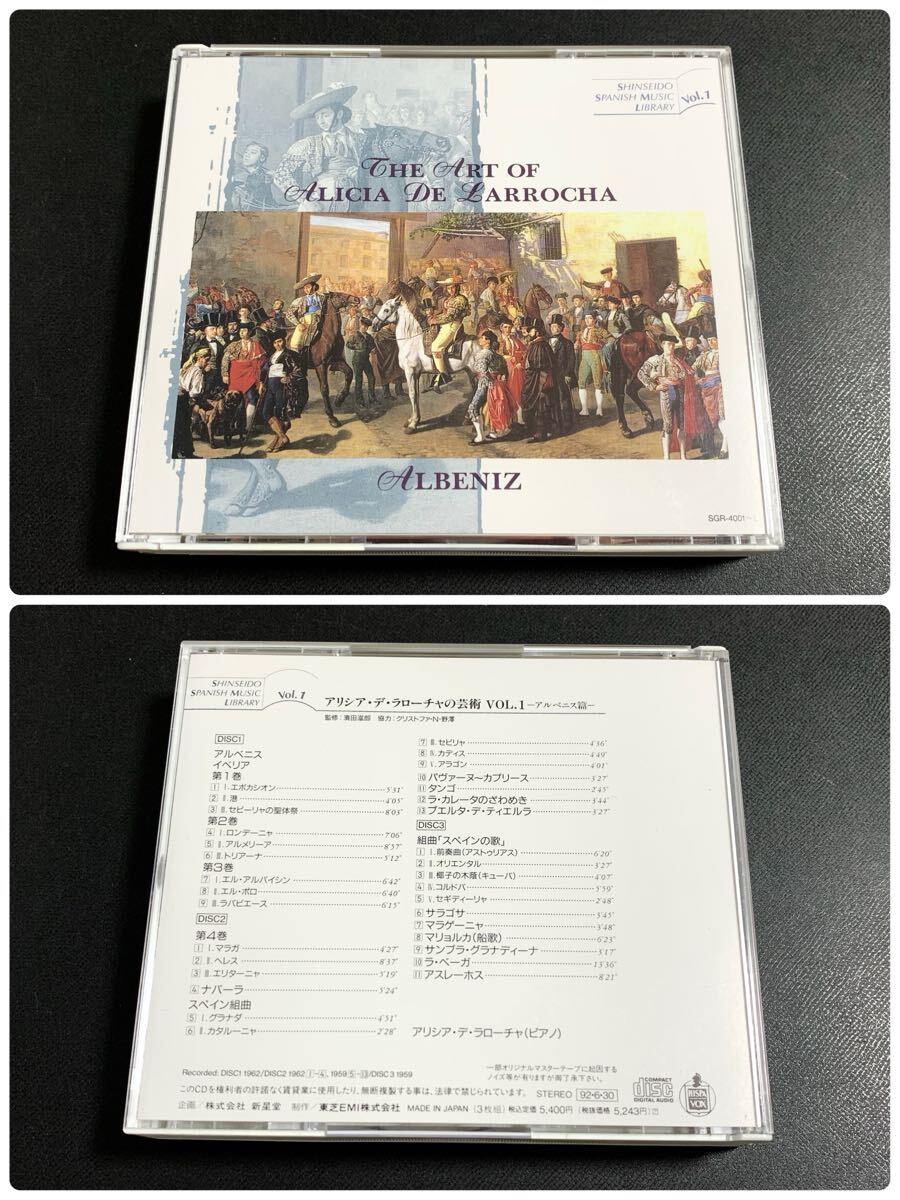 SHINSEIDO
SPANISH MUSIC
LIBRARY
Vol.1
THE ART OF
ALICIA DE LARROCHA
ALBENIZ
SGR-4001~
SHINSEIDO
SPANISH MUSIC
LIBRARY
Vol.1
アリシア・デ・ラローチャの芸術 VOL.1 −アルベニス篇−
監修:濱田滋郎 協力:クリストファ・N・野澤
DISC1
アルベニス
イベリア
第1巻
1 I.エボカシオン 5'31"
2 II.港 4'05"
3 III.セビーリャの聖体祭 8'03"
第2巻
4 I.ロンデーニャ 7'06"
5 II.アルメリーア 8'57"
6 III.トリアーナ 5'12"
第3巻
7 I.エル・アルバイシン 6'42"
8 II.エル・ポロ 6'40"
9 III.ラバピエース 6'15"
DISC2
第4巻
1 I.マラガ 4'27"
2 II.ヘレス 8'37"
3 III.エリターニャ 5'19"
4 ナバーラ 5'24"
スペイン組曲
5 I.グラナダ 4'51"
6 II.カタルーニャ 2'28"
7 III.セビリャ 4'36"
8 IV.カディス 4'49"
9 V.アラゴン 4'01"
10 パヴァーヌ〜カプリース 3'27"
11 タンゴ 2'45"
12 ラ・カレータのざわめき 3'44"
13 プエルタ・デ・ティエルラ 3'27"
DISC3
組曲「スペインの歌」
1 I.前奏曲(アストゥリアス) 6'20"
2 II.オリエンタル 3'27"
3 III.椰子の木蔭(キューバ) 4'07"
4 IV.コルドバ 5'59"
5 V.セギディーリャ 2'48"
6 サラゴサ 3'45"
7 マラゲーニャ 3'48"
8 マリョルカ(船歌) 6'23"
9 サンブラ・グラナディーナ 3'17"
10 ラ・ベーガ 13'36"
11 アスレーホス 8'21"
アリシア・デ・ラローチャ(ピアノ)
Recorded: DISC1 1962/DISC2 1962 1-4, 1959 5-13/DISC3 1959
一部オリジナルマスターテープに起因する
ノイズ等が有りますが御了承下さい。
このCDを権利者の許諾なく賃貸業に使用したり、無断複製する事は、法律で禁じられています。
STEREO 92・6・30
企画/株式会社 新星堂 制作/東芝EMI株式会社 MADE IN JAPAN (3枚組) 税込定価 5,400円 (税抜価格) 5,243円
COMPACT
disc
DIGITAL AUDIO
HISPA
VOX